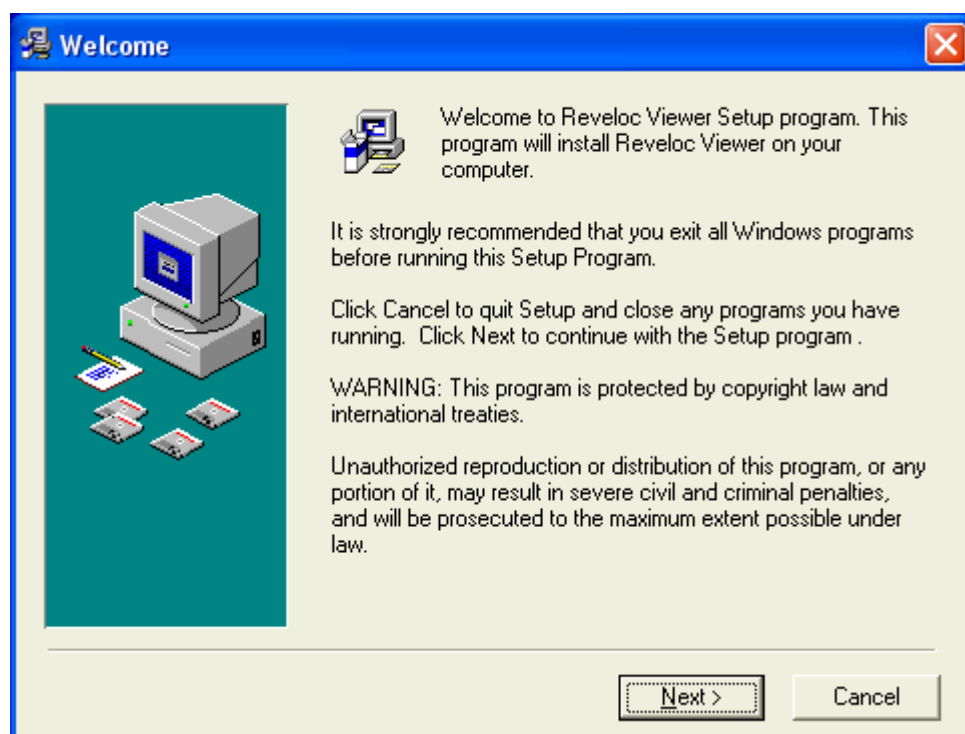 Welcome
Welcome to Reveloc Viewer Setup program. This
program will install Reveloc Viewer on your
computer.
It is strongly recommended that you exit all Windows programs
before running this Setup Program.
Click Cancel to quit Setup and close any programs you have
running.  Click Next to continue with the Setup program .
WARNING: This program is protected by copyright law and
international treaties.
Unauthorized reproduction or distribution of this program, or any
portion of it, may result in severe civil and criminal penalties,
and will be prosecuted to the maximum extent possible under
law.
Next >
Cancel